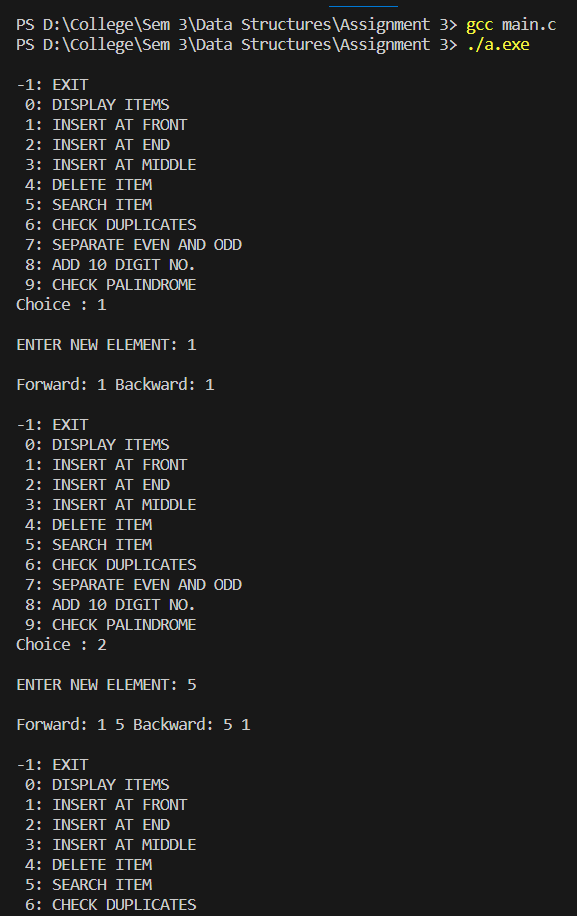 PS D:\College\Sem 3\Data Structures\Assignment 3> gcc main.c
PS D:\College\Sem 3\Data Structures\Assignment 3> ./a.exe
-1: EXIT
0: DISPLAY ITEMS
1: INSERT AT FRONT
2: INSERT AT END
3: INSERT AT MIDDLE
4: DELETE ITEM
5: SEARCH ITEM
6: CHECK DUPLICATES
7: SEPARATE EVEN AND ODD
8: ADD 10 DIGIT NO.
9: CHECK PALINDROME
Choice : 1
ENTER NEW ELEMENT: 1
Forward: 1 Backward: 1
-1: EXIT
0: DISPLAY ITEMS
1: INSERT AT FRONT
2: INSERT AT END
3: INSERT AT MIDDLE
4: DELETE ITEM
5: SEARCH ITEM
6: CHECK DUPLICATES
7: SEPARATE EVEN AND ODD
8: ADD 10 DIGIT NO.
9: CHECK PALINDROME
Choice : 2
ENTER NEW ELEMENT: 5
Forward: 1 5 Backward: 5 1
-1: EXIT
0: DISPLAY ITEMS
1: INSERT AT FRONT
2: INSERT AT END
3: INSERT AT MIDDLE
4: DELETE ITEM
5: SEARCH ITEM
6: CHECK DUPLICATES